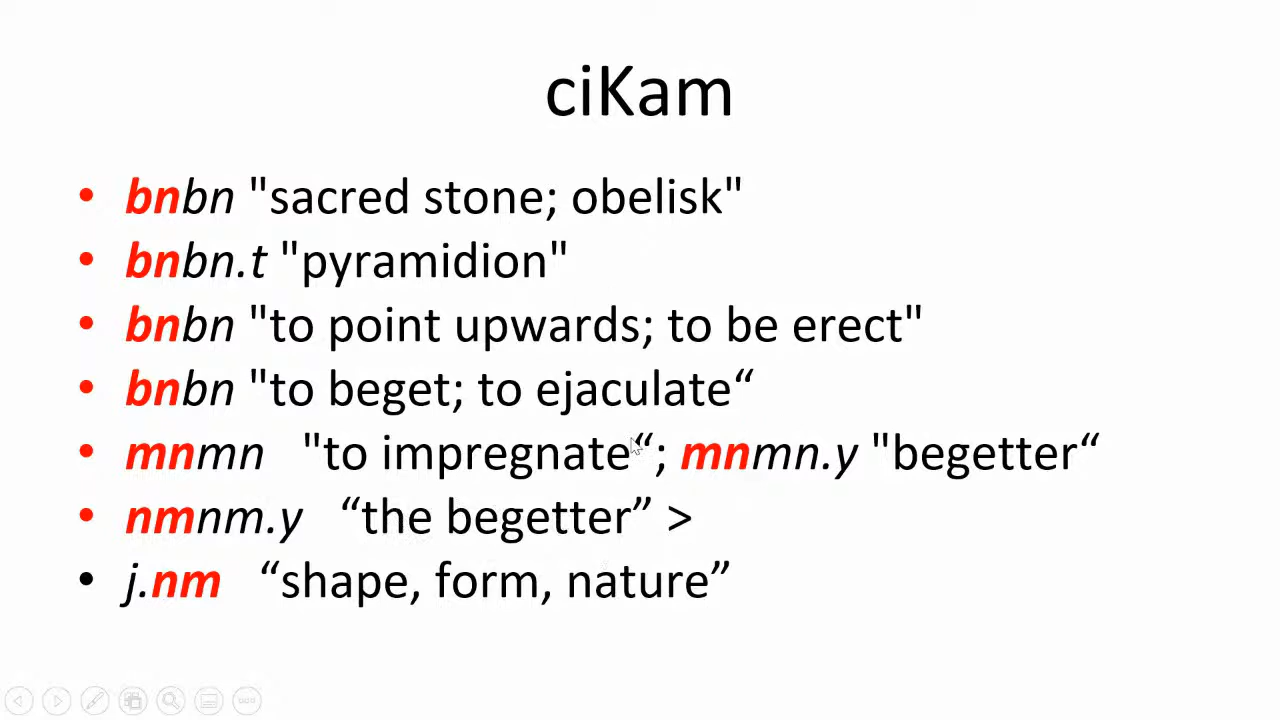 ciKam
• bnbn "sacred stone; obelisk"
• bnbn.t "pyramidion"
• bnbn "to point upwards; to be erect"
• bnbn "to beget; to ejaculate“
• mnmn "to impregnate“; mnmn.y "begetter“
• nmnm.y “the begetter” >
• j.nm “shape, form, nature”